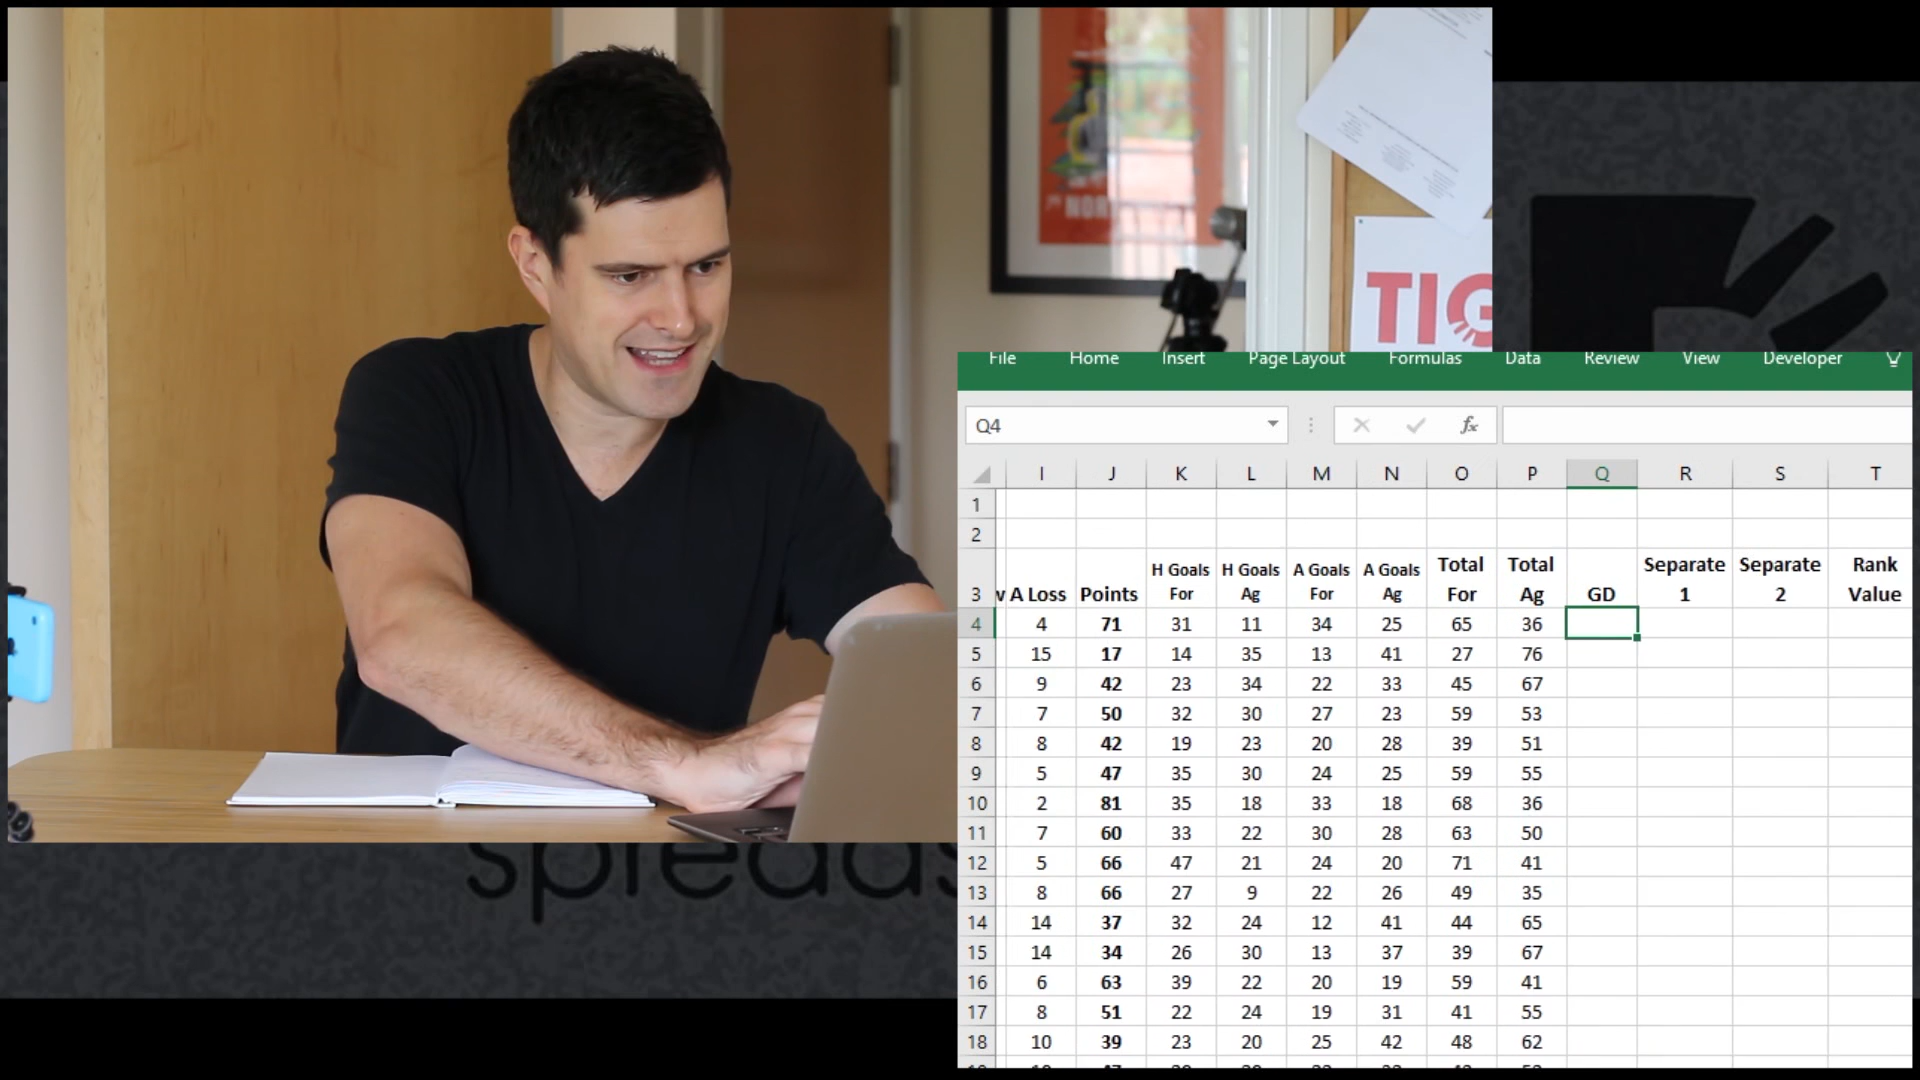 NOR
TIG
File Home Insert Page Layout Formulas Data Review View Developer
Q4 fx
I J K L M N O P Q R S T
1
2
3 w A Loss Points H Goals For H Goals Ag A Goals For A Goals Ag Total For Total Ag GD Separate 1 Separate 2 Rank Value
4 4 71 31 11 34 25 65 36
5 15 17 14 35 13 41 27 76
6 9 42 23 34 22 33 45 67
7 7 50 32 30 27 23 59 53
8 8 42 19 23 20 28 39 51
9 5 47 35 30 24 25 59 55
10 2 81 35 18 33 18 68 36
11 7 60 33 22 30 28 63 50
12 5 66 47 21 24 20 71 41
13 8 66 27 9 22 26 49 35
14 14 37 32 24 12 41 44 65
15 14 34 26 30 13 37 39 67
16 6 63 39 22 20 19 59 41
17 8 51 22 24 19 31 41 55
18 10 39 23 20 25 42 48 62
spreads